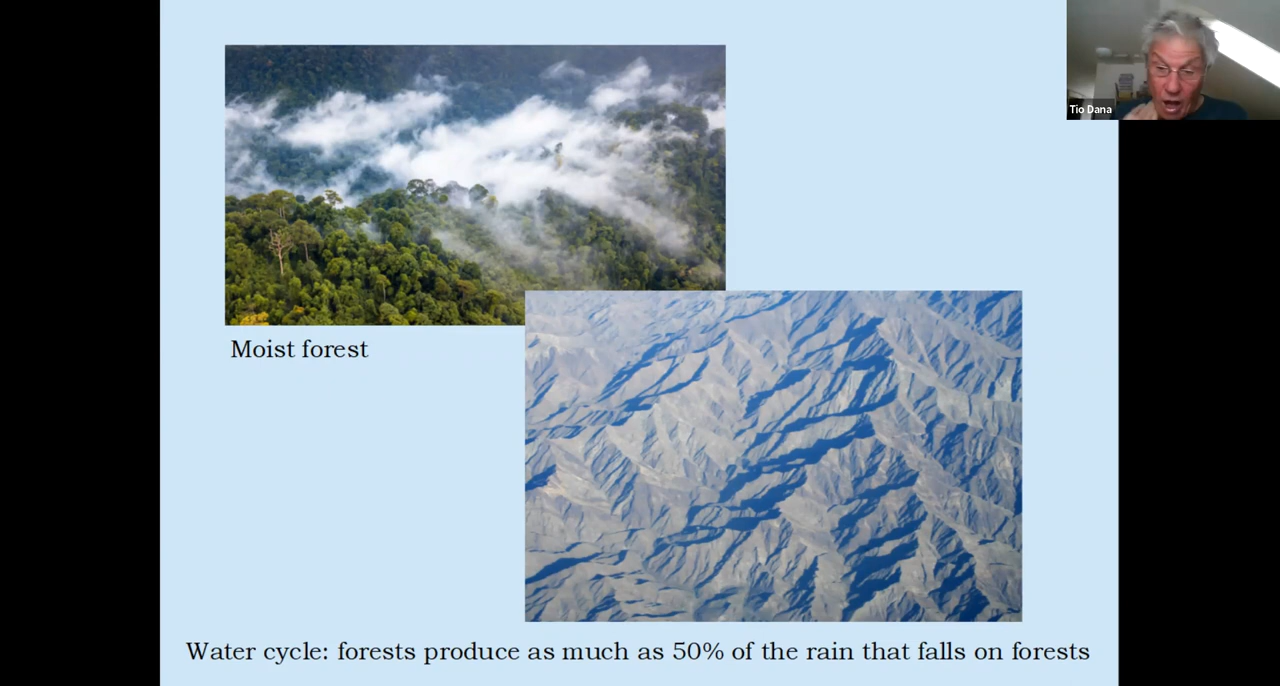 Tio Dana
Moist forest
Water cycle: forests produce as much as 50% of the rain that falls on forests